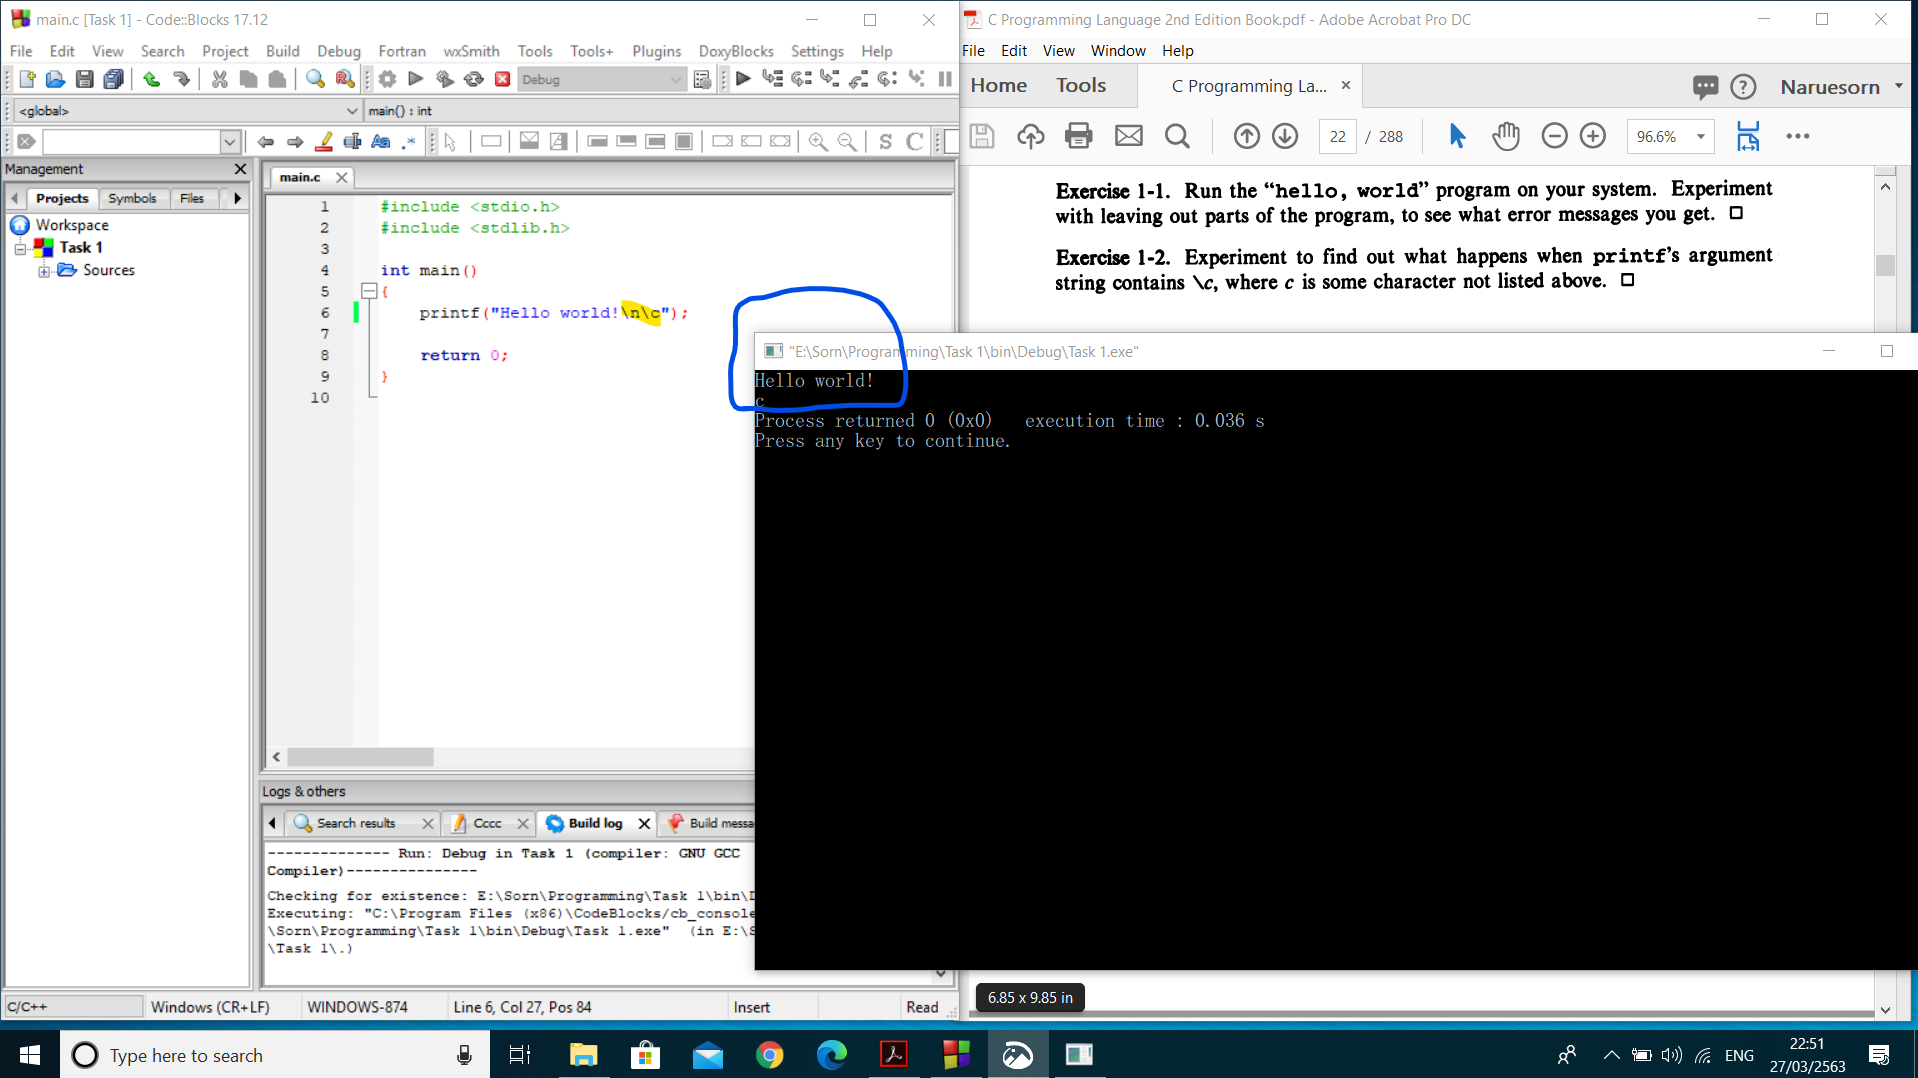 main.c [Task 1] - Code::Blocks 17.12
File Edit View Search Project Build Debug Fortran wxSmith Tools Tools+ Plugins DoxyBlocks Settings Help
Debug
<global>
main() : int
S C
Management
Projects Symbols Files
Workspace
Task 1
Sources
main.c
1 #include <stdio.h>
2 #include <stdlib.h>
3
4 int main()
5 {
6 printf("Hello world!\n\c");
7
8 return 0;
9 }
10
Logs & others
Search results Cccc Build log Build messa
-------------- Run: Debug in Task 1 (compiler: GNU GCC
Compiler)---------------
Checking for existence: E:\Sorn\Programming\Task 1\bin\D
Executing: "C:\Program Files (x86)\CodeBlocks/cb_console
\Sorn\Programming\Task 1\bin\Debug\Task 1.exe" (in E:\S
\Task 1\.)
C/C++ Windows (CR+LF) WINDOWS-874 Line 6, Col 27, Pos 84 Insert Read
C Programming Language 2nd Edition Book.pdf - Adobe Acrobat Pro DC
File Edit View Window Help
Home Tools C Programming La... Naruesorn
22 / 288 96.6%
Exercise 1-1. Run the “hello, world” program on your system. Experiment
with leaving out parts of the program, to see what error messages you get. □
Exercise 1-2. Experiment to find out what happens when printf’s argument
string contains \c, where c is some character not listed above. □
"E:\Sorn\Programming\Task 1\bin\Debug\Task 1.exe"
Hello world!
c
Process returned 0 (0x0) execution time : 0.036 s
Press any key to continue.
6.85 x 9.85 in
Type here to search
ENG
22:51
27/03/2563